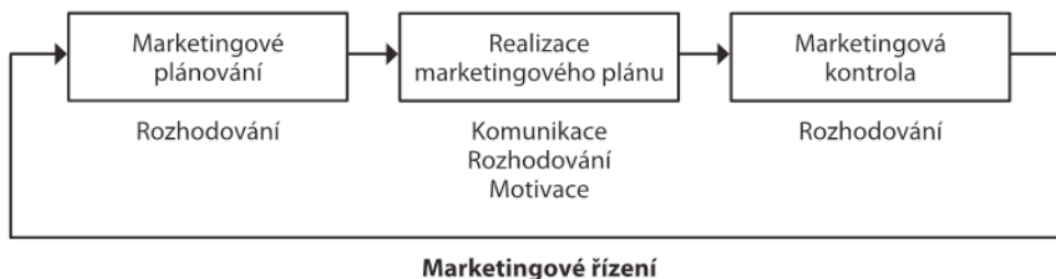 Marketingové
plánování
Realizace
marketingového plánu
Marketingová
kontrola
Rozhodování
Komunikace
Rozhodování
Motivace
Rozhodování
Marketingové řízení